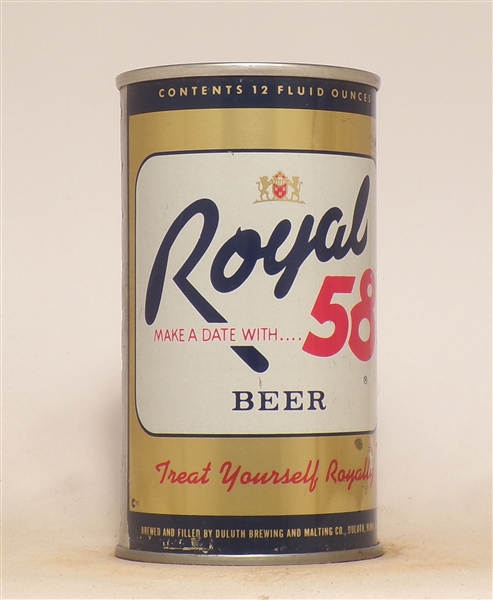 CONTENTS 12 FLUID OUNCES
Royal
MAKE A DATE WITH.... 58
®
BEER
Treat Yourself Royally
BREWED AND FILLED BY DULUTH BREWING AND MALTING CO., DULUTH, MINN.